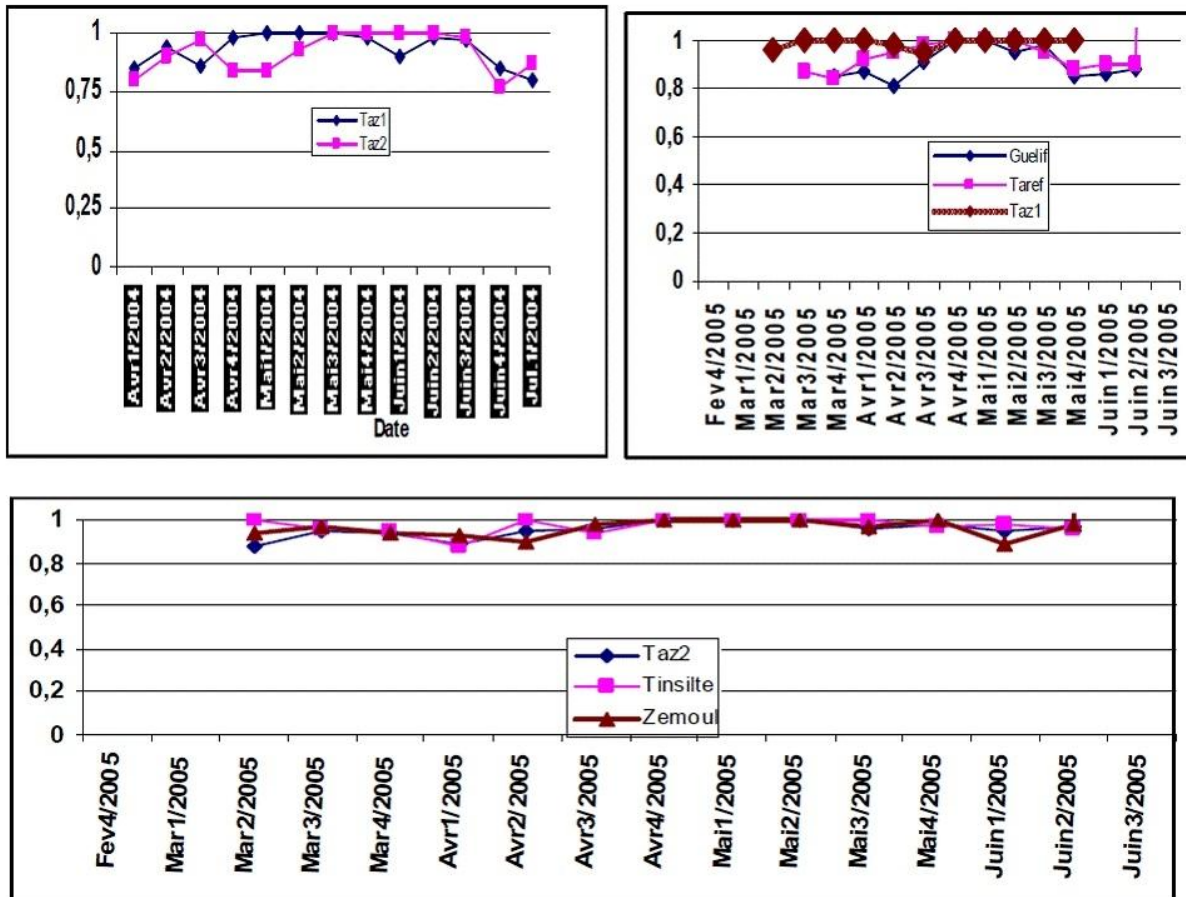 1
0,75
0,5
0,25
0
Taz1
Taz2
Avr1/2004
Avr2/2004
Avr3/2004
Avr4/2004
Mai1/2004
Mai2/2004
Mai3/2004
Mai4/2004
Juin1/2004
Juin2/2004
Juin3/2004
Juin4/2004
Jul.1/2004
Date
1
0,8
0,6
0,4
0,2
0
Guelif
Taref
Taz1
Fev4/2005
Mar1/2005
Mar2/2005
Mar3/2005
Mar4/2005
Avr1/2005
Avr2/2005
Avr3/2005
Avr4/2005
Mai1/2005
Mai2/2005
Mai3/2005
Mai4/2005
Juin1/2005
Juin2/2005
Juin3/2005
1
0,8
0,6
0,4
0,2
0
Taz2
Tinsilte
Zemoul
Fev4/2005
Mar1/2005
Mar2/2005
Mar3/2005
Mar4/2005
Avr1/2005
Avr2/2005
Avr3/2005
Avr4/2005
Mai1/2005
Mai2/2005
Mai3/2005
Mai4/2005
Juin1/2005
Juin2/2005
Juin3/2005